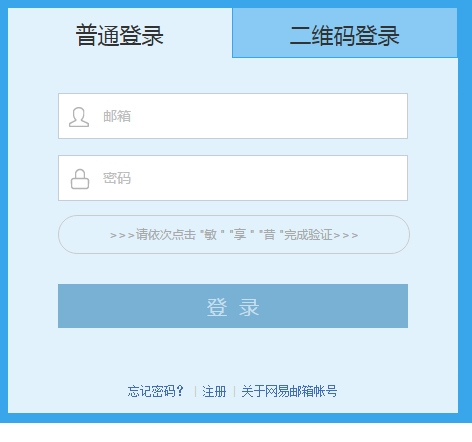 普通登录 二维码登录
邮箱
密码
>>>请依次点击 "敏 " "享 " "昔 "完成验证>>>
登 录
忘记密码? | 注册 | 关于网易邮箱帐号